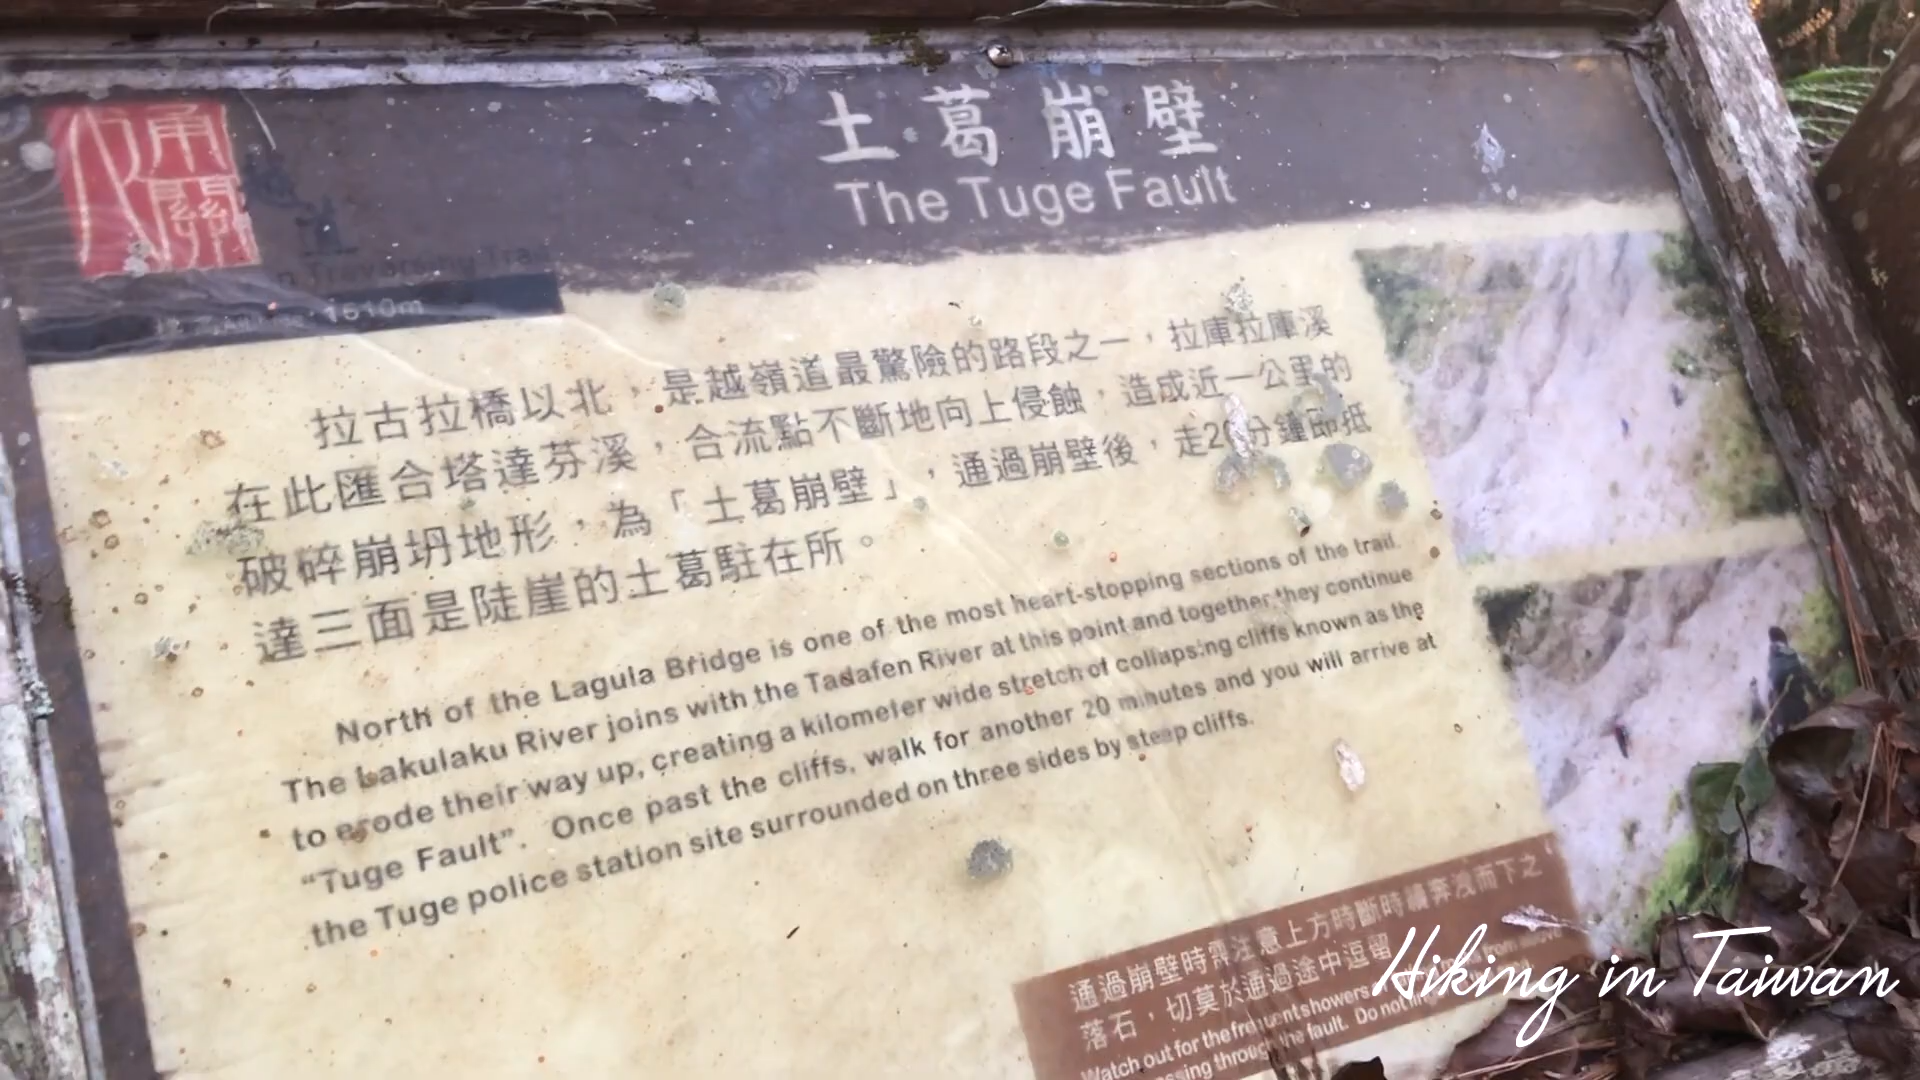 八通關
越道
n Traversing Trail
1610m
土葛崩壁
The Tuge Fault
拉古拉橋以北，是越嶺道最驚險的路段之一，拉庫拉庫溪
在此匯合塔達芬溪，合流點不斷地向上侵蝕，造成近一公里的
破碎崩坍地形，為「土葛崩壁」，通過崩壁後，走20分鐘即抵
達三面是陡崖的土葛駐在所。
North of the Lagula Bridge is one of the most heart-stopping sections of the trail.
The Lakulaku River joins with the Tadafen River at this point and together they continue
to erode their way up, creating a kilometer wide stretch of collapsing cliffs known as the
“Tuge Fault”. Once past the cliffs, walk for another 20 minutes and you will arrive at
the Tuge police station site surrounded on three sides by steep cliffs.
通過崩壁時需注意上方時斷時續奔洩而下之
落石，切莫於通過途中逗留
Watch out for the frequent showers from above
passing through the fault. Do not
Hiking in Taiwan